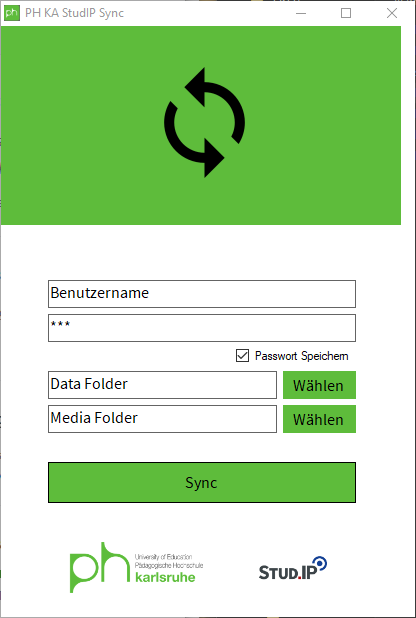 ph PH KA StudIP Sync
Benutzername
***
Passwort Speichern
Data Folder Wählen
Media Folder Wählen
Sync
ph University of Education
Pädagogische Hochschule
karlsruhe
STUD.IP